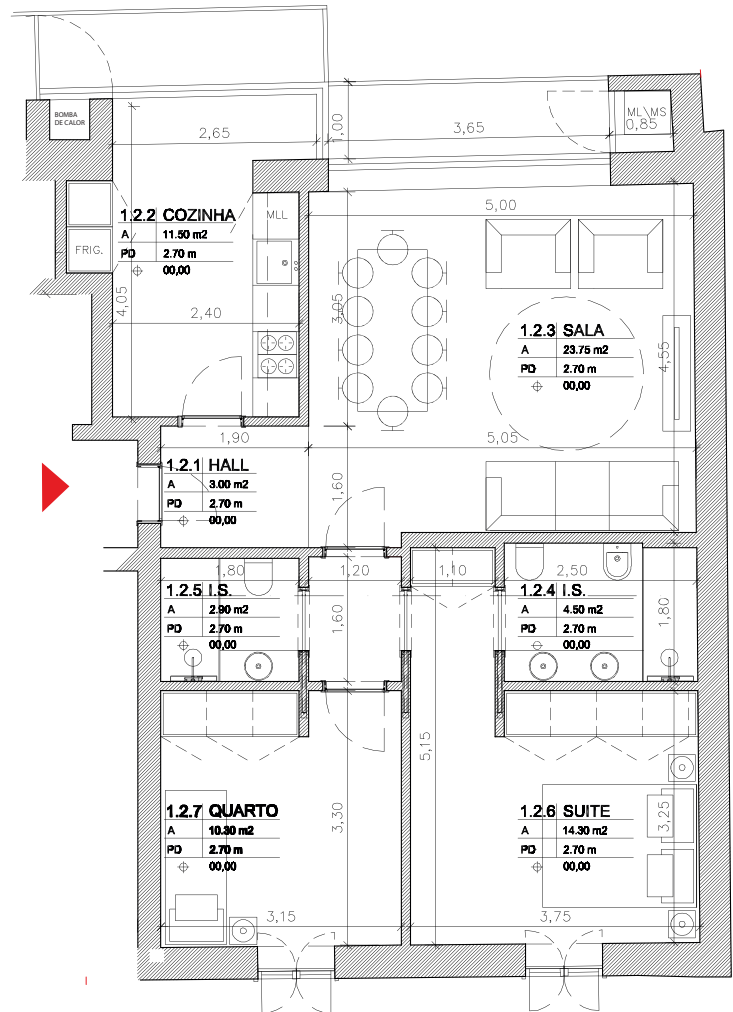 BOMBA
DE CALOR
2,65
1,00
3,65
ML\MS
0,85
1.2.2 COZINHA
A 11.50 m2
PD 2.70 m
00,00
MLL
FRIG.
4,05
2,40
5,00
3,05
1.2.3 SALA
A 23.75 m2
PD 2.70 m
00,00
4,55
1,90
5,05
1.2.1 HALL
A 3.00 m2
PD 2.70 m
00,00
1,60
1,80
1,20
1,10
2,50
1.2.5 I.S.
A 2.90 m2
PD 2.70 m
00,00
1,60
1.2.4 I.S.
A 4.50 m2
PD 2.70 m
00,00
1,80
5,15
1.2.7 QUARTO
A 10.30 m2
PD 2.70 m
00,00
3,30
1.2.6 SUITE
A 14.30 m2
PD 2.70 m
00,00
3,25
3,15
3,75